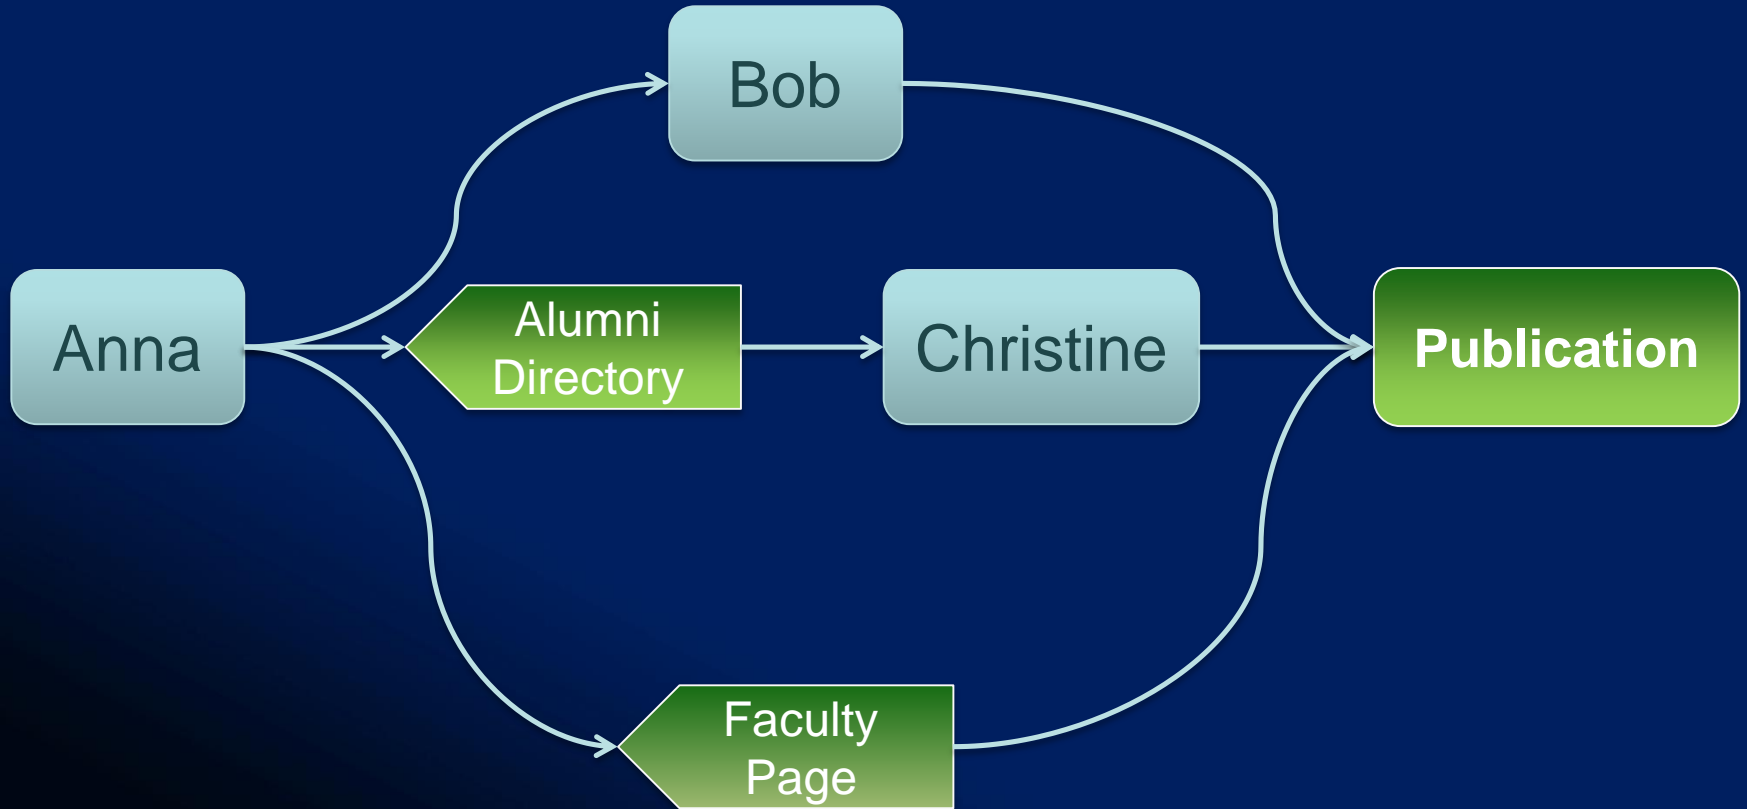 Bob
Anna
Alumni
Directory
Christine
Publication
Faculty
Page